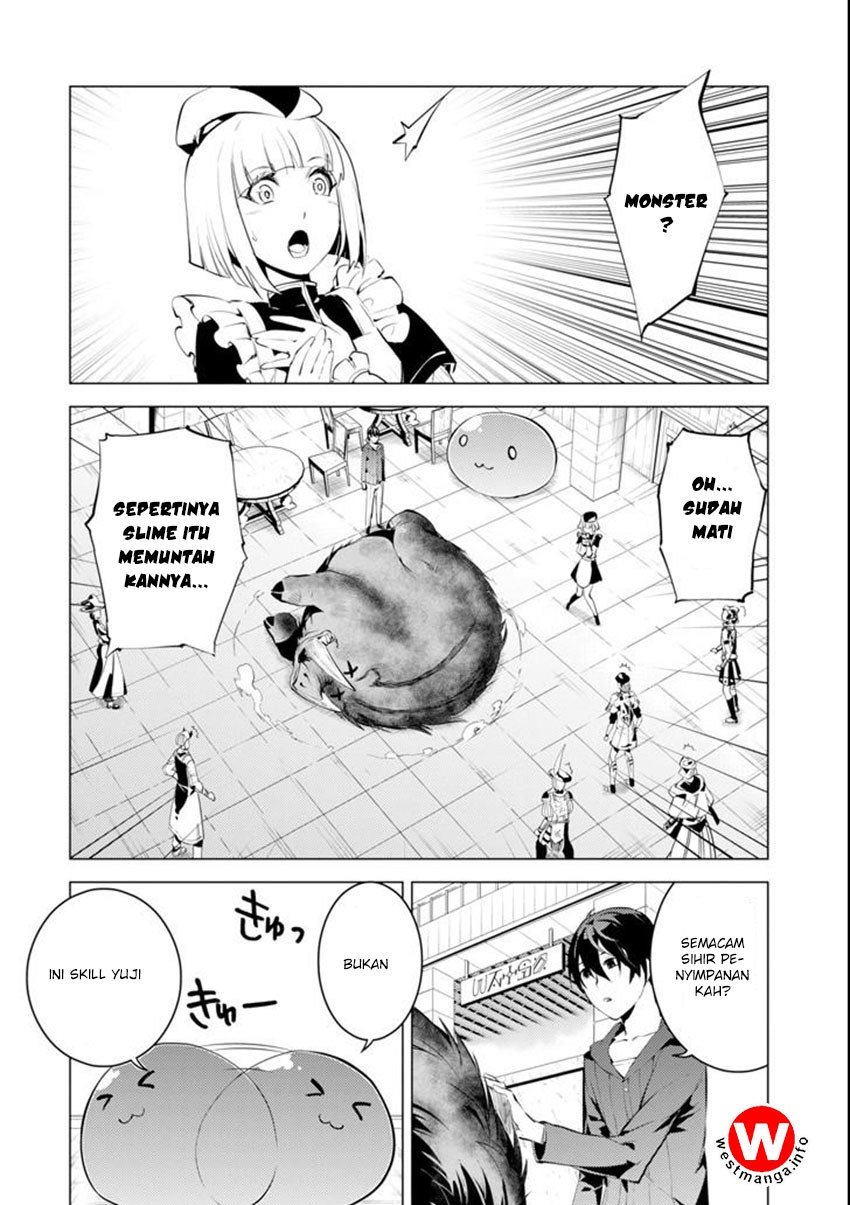 MONSTER
?
OH...
SUDAH
MATI
SEPERTINYA
SLIME ITU
MEMUNTAH
KANNYA...
SEMACAM
SIHIR PE-
NYIMPANAN
KAH?
BUKAN
きゅっ
きゅー
INI SKILL YUJI
W
westmanga.info